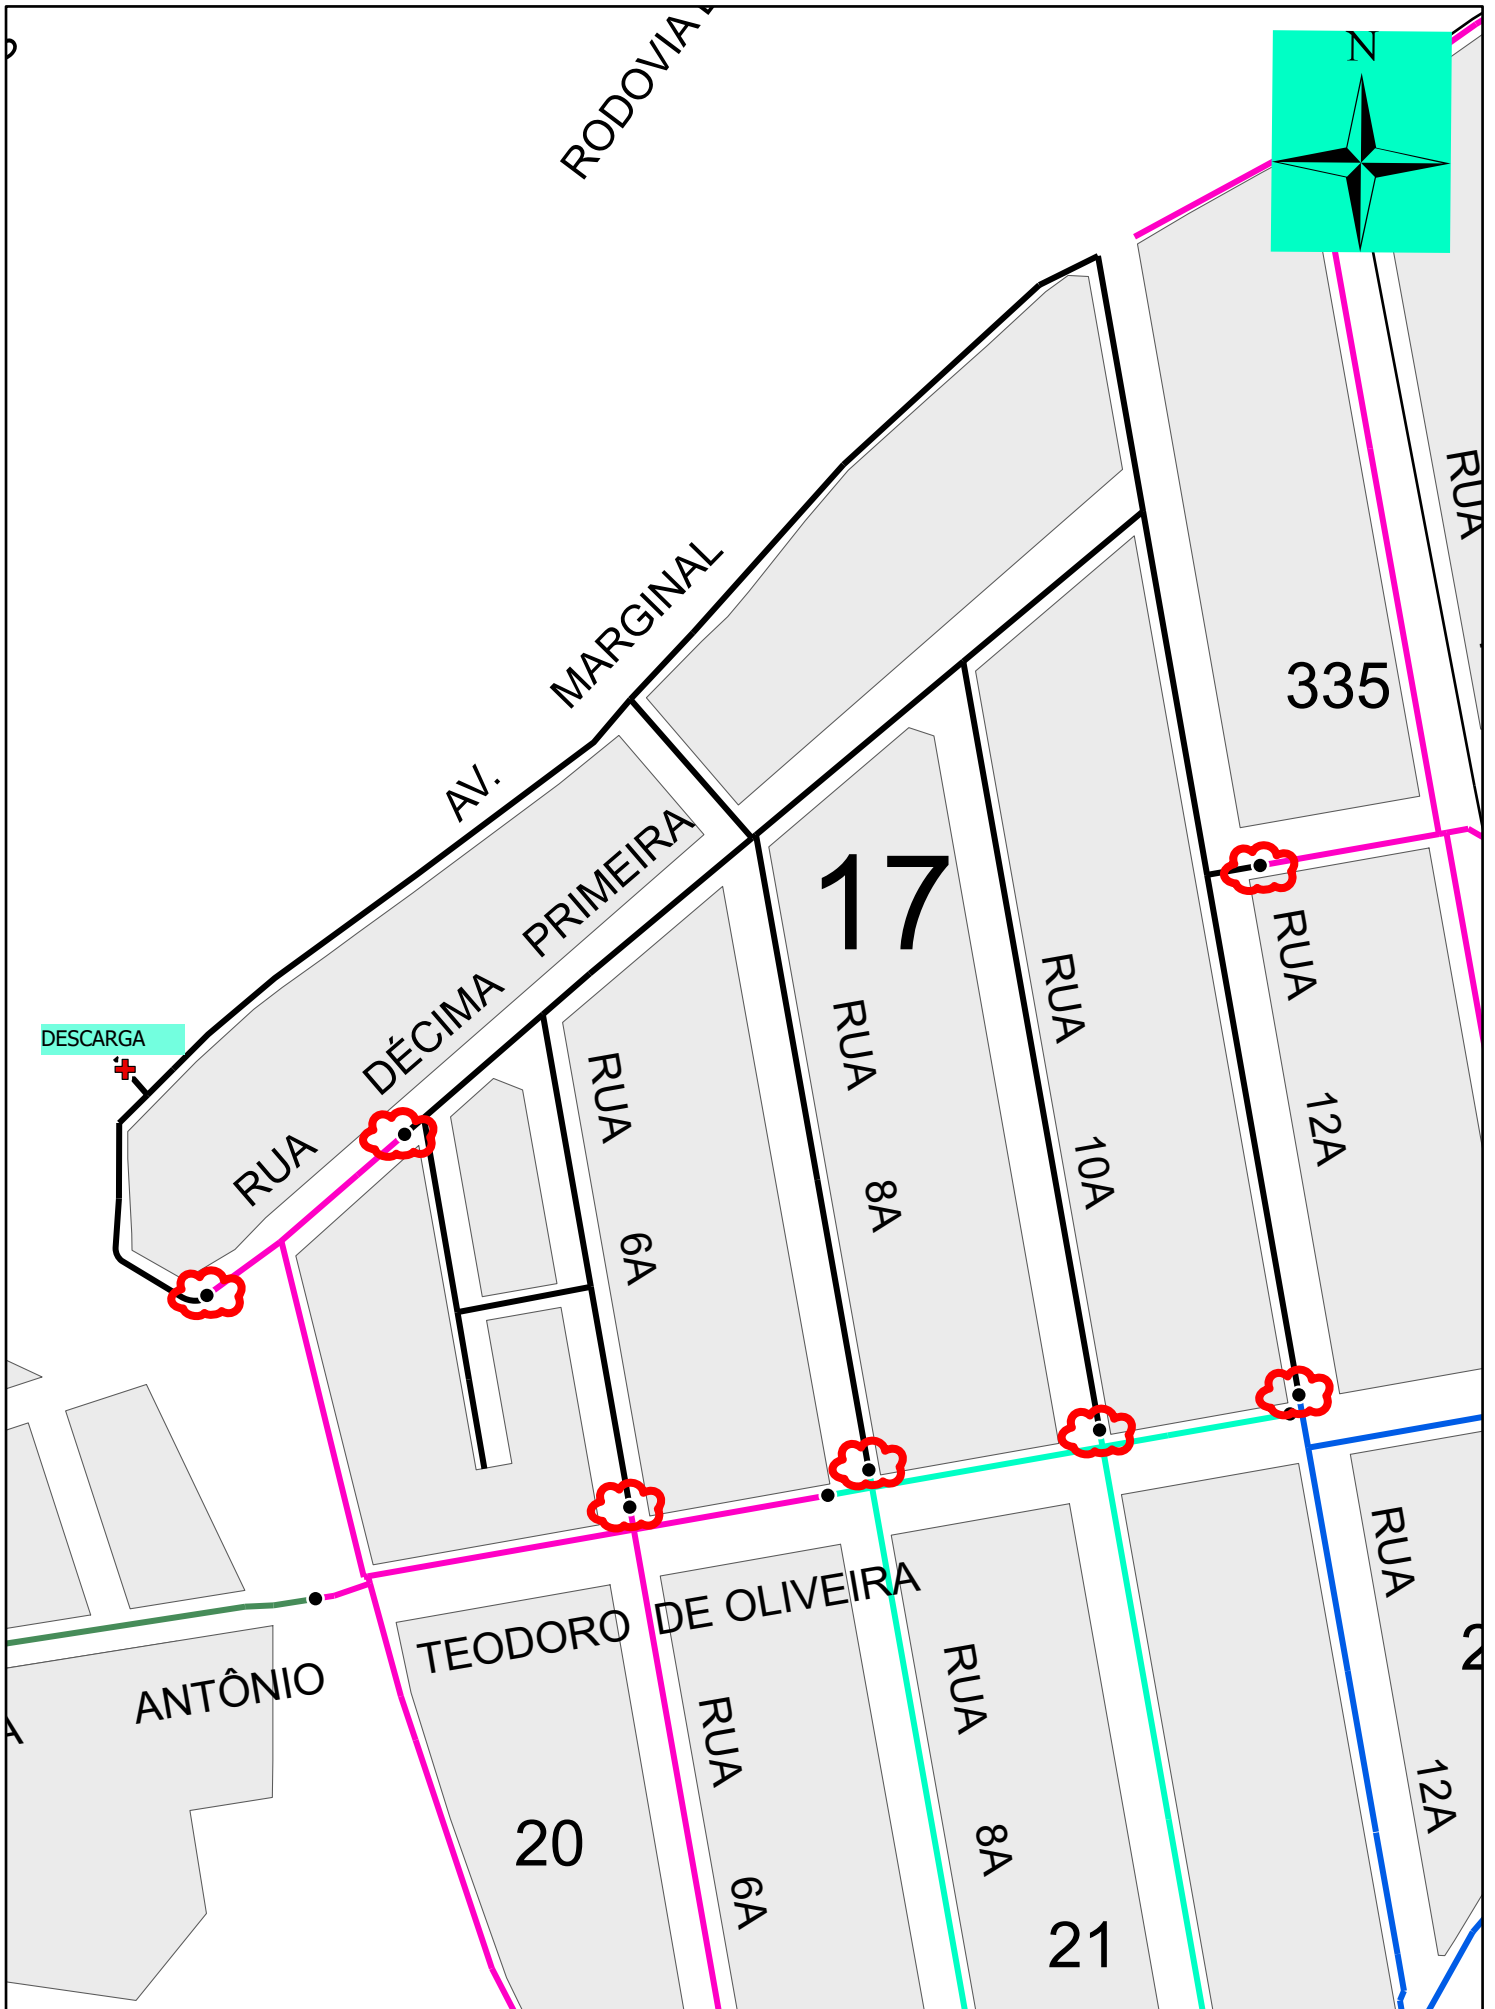 RODOVIA
N
RUA
AV. MARGINAL
335
RUA DÉCIMA PRIMEIRA
17
DESCARGA
RUA 6A
RUA 8A
RUA 10A
RUA 12A
ANTÔNIO TEODORO DE OLIVEIRA
RUA 6A
RUA 8A
RUA 12A
20
21